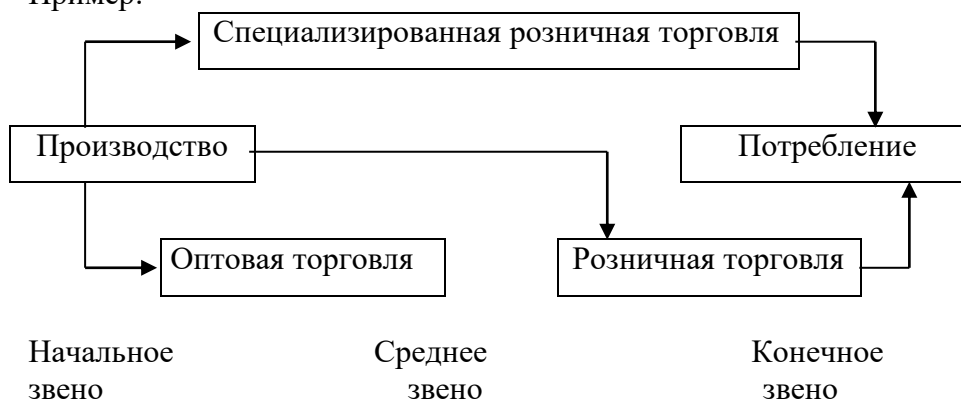 Пример:
Специализированная розничная торговля
Производство
Потребление
Оптовая торговля
Розничная торговля
Начальное
звено
Среднее
звено
Конечное
звено